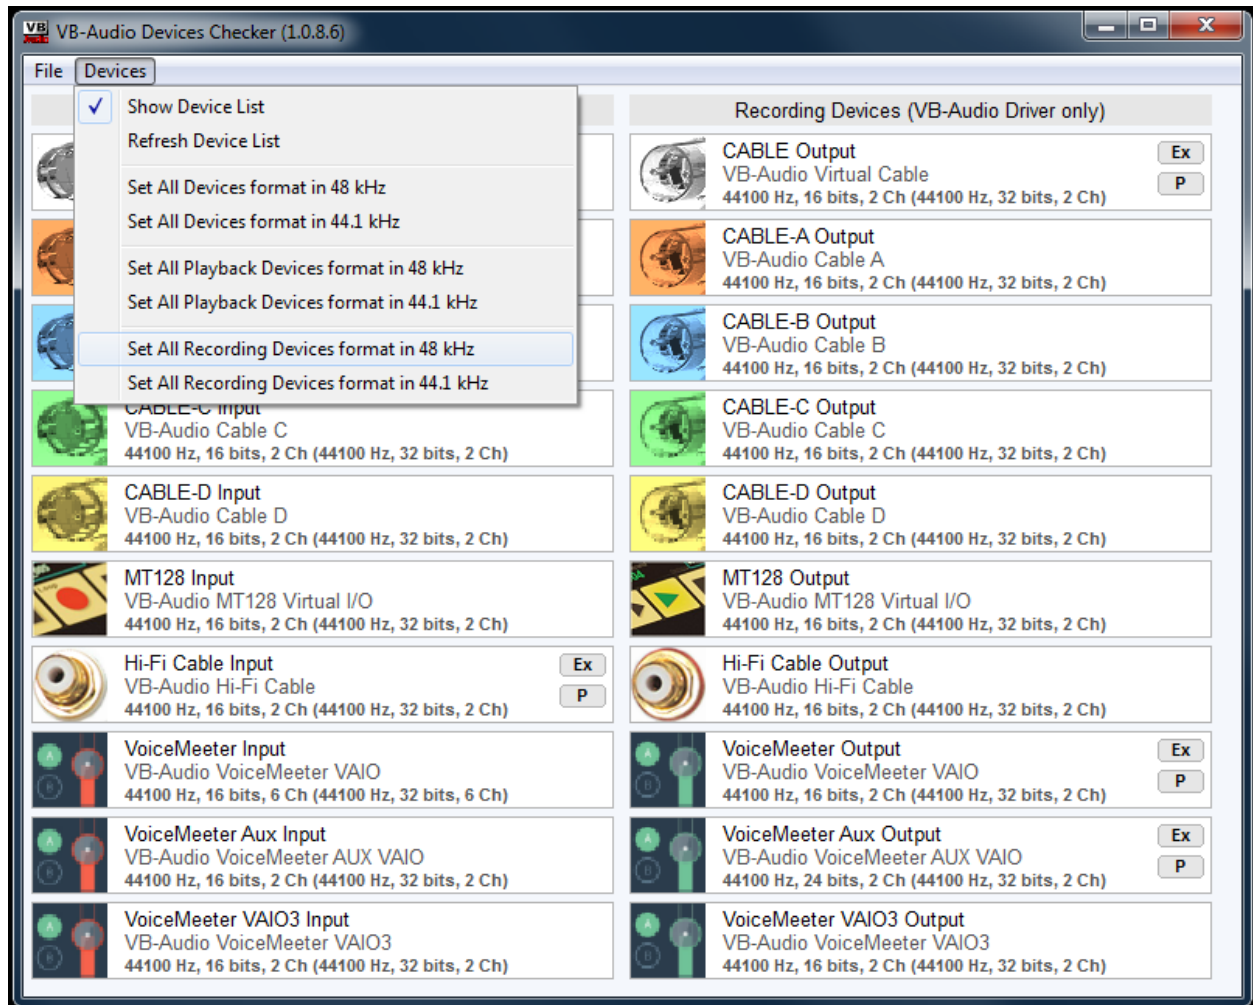 VB-Audio Devices Checker (1.0.8.6)
File Devices
Show Device List
Refresh Device List
Set All Devices format in 48 kHz
Set All Devices format in 44.1 kHz
Set All Playback Devices format in 48 kHz
Set All Playback Devices format in 44.1 kHz
Set All Recording Devices format in 48 kHz
Set All Recording Devices format in 44.1 kHz
CABLE-C Input
VB-Audio Cable C
44100 Hz, 16 bits, 2 Ch (44100 Hz, 32 bits, 2 Ch)
CABLE-D Input
VB-Audio Cable D
44100 Hz, 16 bits, 2 Ch (44100 Hz, 32 bits, 2 Ch)
MT128 Input
VB-Audio MT128 Virtual I/O
44100 Hz, 16 bits, 2 Ch (44100 Hz, 32 bits, 2 Ch)
Hi-Fi Cable Input Ex
VB-Audio Hi-Fi Cable P
44100 Hz, 16 bits, 2 Ch (44100 Hz, 32 bits, 2 Ch)
VoiceMeeter Input
VB-Audio VoiceMeeter VAIO
44100 Hz, 16 bits, 6 Ch (44100 Hz, 32 bits, 6 Ch)
VoiceMeeter Aux Input
VB-Audio VoiceMeeter AUX VAIO
44100 Hz, 16 bits, 2 Ch (44100 Hz, 32 bits, 2 Ch)
VoiceMeeter VAIO3 Input
VB-Audio VoiceMeeter VAIO3
44100 Hz, 16 bits, 2 Ch (44100 Hz, 32 bits, 2 Ch)
Recording Devices (VB-Audio Driver only)
CABLE Output Ex
VB-Audio Virtual Cable P
44100 Hz, 16 bits, 2 Ch (44100 Hz, 32 bits, 2 Ch)
CABLE-A Output
VB-Audio Cable A
44100 Hz, 16 bits, 2 Ch (44100 Hz, 32 bits, 2 Ch)
CABLE-B Output
VB-Audio Cable B
44100 Hz, 16 bits, 2 Ch (44100 Hz, 32 bits, 2 Ch)
CABLE-C Output
VB-Audio Cable C
44100 Hz, 16 bits, 2 Ch (44100 Hz, 32 bits, 2 Ch)
CABLE-D Output
VB-Audio Cable D
44100 Hz, 16 bits, 2 Ch (44100 Hz, 32 bits, 2 Ch)
MT128 Output
VB-Audio MT128 Virtual I/O
44100 Hz, 16 bits, 2 Ch (44100 Hz, 32 bits, 2 Ch)
Hi-Fi Cable Output
VB-Audio Hi-Fi Cable
44100 Hz, 16 bits, 2 Ch (44100 Hz, 32 bits, 2 Ch)
VoiceMeeter Output Ex
VB-Audio VoiceMeeter VAIO P
44100 Hz, 16 bits, 2 Ch (44100 Hz, 32 bits, 2 Ch)
VoiceMeeter Aux Output Ex
VB-Audio VoiceMeeter AUX VAIO P
44100 Hz, 24 bits, 2 Ch (44100 Hz, 32 bits, 2 Ch)
VoiceMeeter VAIO3 Output
VB-Audio VoiceMeeter VAIO3
44100 Hz, 16 bits, 2 Ch (44100 Hz, 32 bits, 2 Ch)